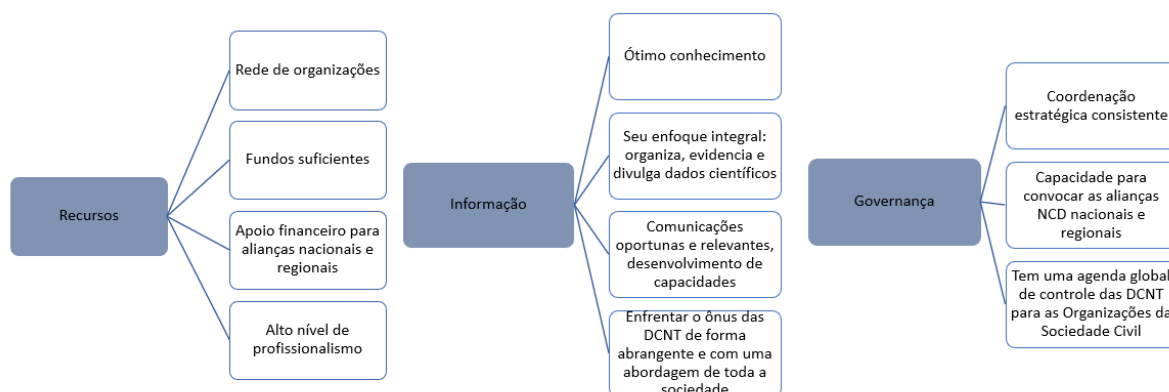 Recursos
Rede de organizações
Fundos suficientes
Apoio financeiro para
alianças nacionais e
regionais
Alto nível de
profissionalismo
Informação
Ótimo conhecimento
Seu enfoque integral:
organiza, evidencia e
divulga dados científicos
Comunicações
oportunas e relevantes,
desenvolvimento de
capacidades
Enfrentar o ônus das
DCNT de forma
abrangente e com uma
abordagem de toda a
sociedade
Governança
Coordenação
estratégica consistente
Capacidade para
convocar as alianças
NCD nacionais e
regionais
Tem uma agenda global
de controle das DCNT
para as Organizações da
Sociedade Civil